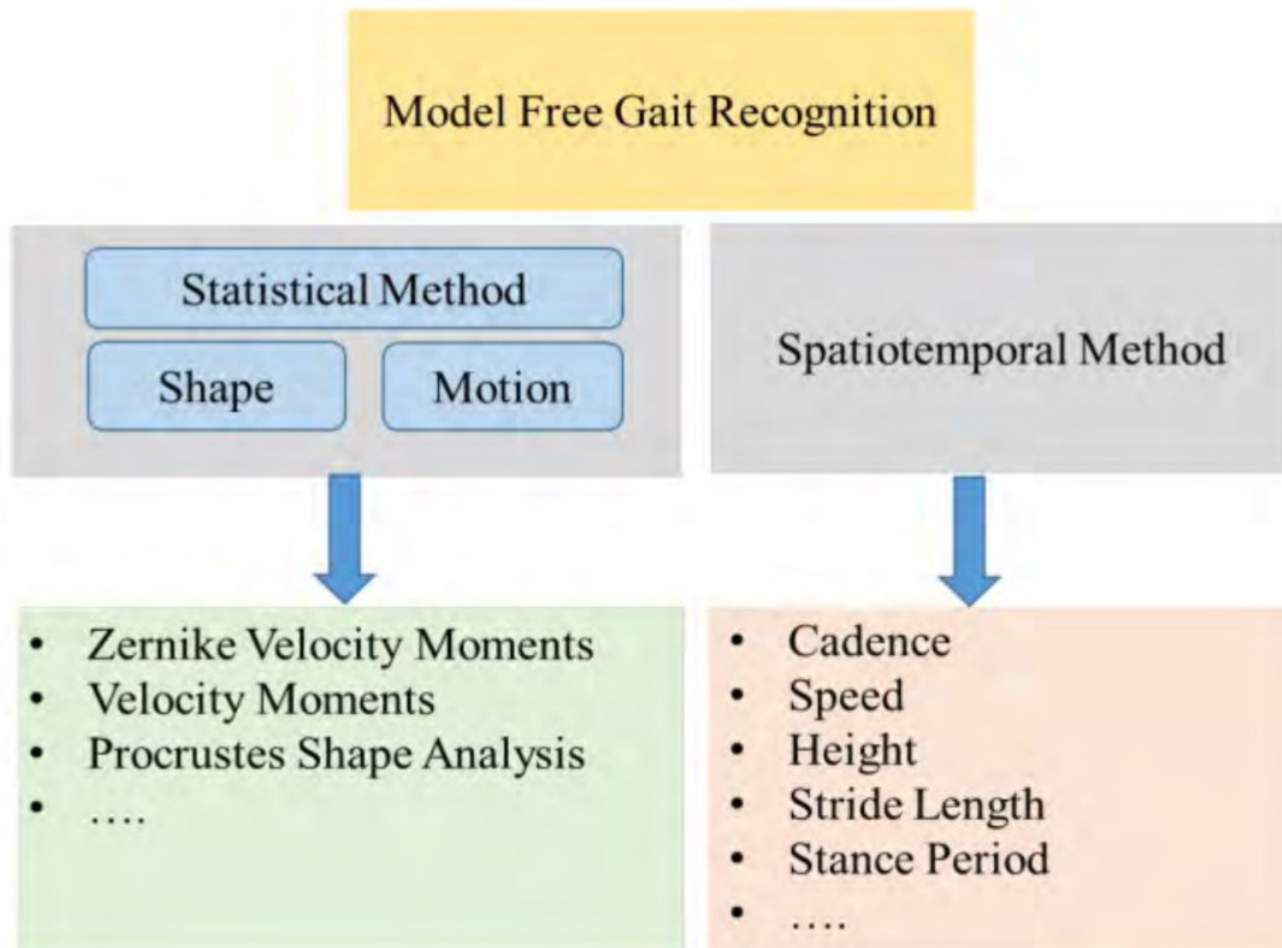 Model Free Gait Recognition
Statistical Method
Shape
Motion
Spatiotemporal Method
• Zernike Velocity Moments
• Velocity Moments
• Procrustes Shape Analysis
• ….
• Cadence
• Speed
• Height
• Stride Length
• Stance Period
• ….